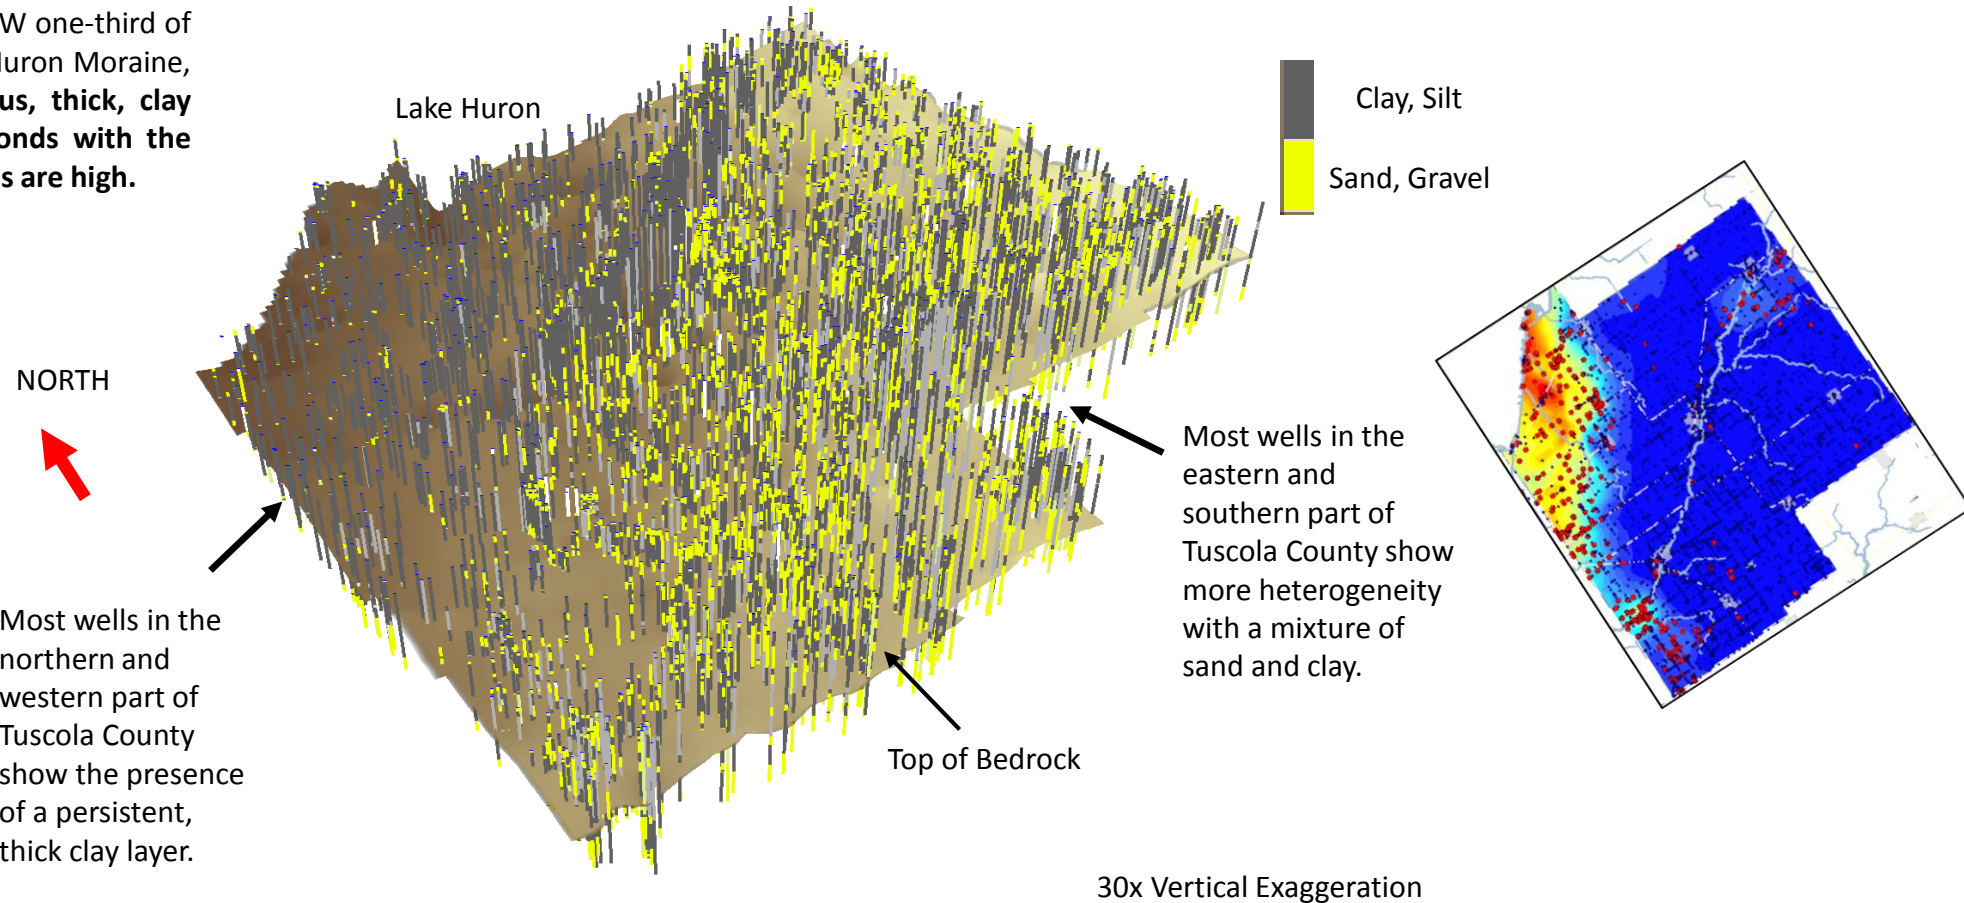 W one-third of
Moraine,
thick, clay
with the
s are high.
Lake Huron
Clay, Silt
Sand, Gravel
NORTH
Most wells in the
eastern and
southern part of
Tuscola County show
more heterogeneity
with a mixture of
sand and clay.
Most wells in the
northern and
western part of
Tuscola County
show the presence
of a persistent,
thick clay layer.
Top of Bedrock
30x Vertical Exaggeration